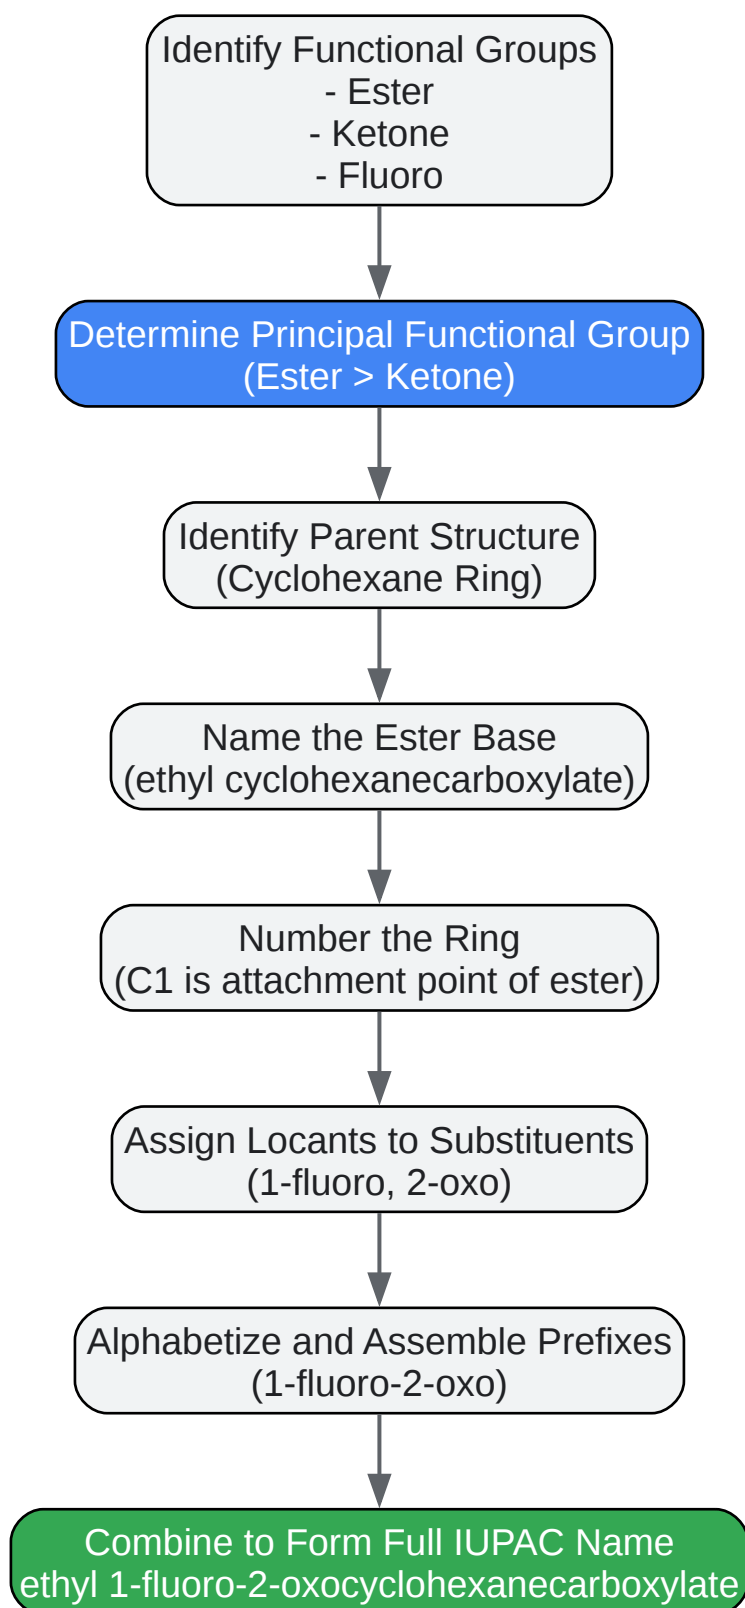 Identify Functional Groups
- Ester
- Ketone
- Fluoro
Determine Principal Functional Group
(Ester > Ketone)
Identify Parent Structure
(Cyclohexane Ring)
Name the Ester Base
(ethyl cyclohexanecarboxylate)
Number the Ring
(C1 is attachment point of ester)
Assign Locants to Substituents
(1-fluoro, 2-oxo)
Alphabetize and Assemble Prefixes
(1-fluoro-2-oxo)
Combine to Form Full IUPAC Name
ethyl 1-fluoro-2-oxocyclohexanecarboxylate